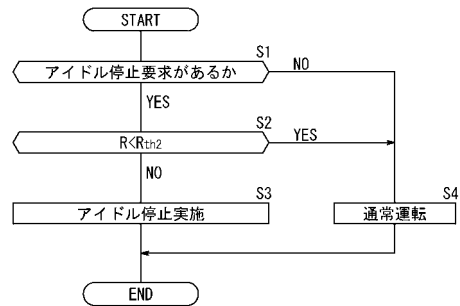 START
S1
アイドル停止要求があるか
NO
YES
S2
R<Rth2
YES
NO
S3
アイドル停止実施
S4
通常運転
END